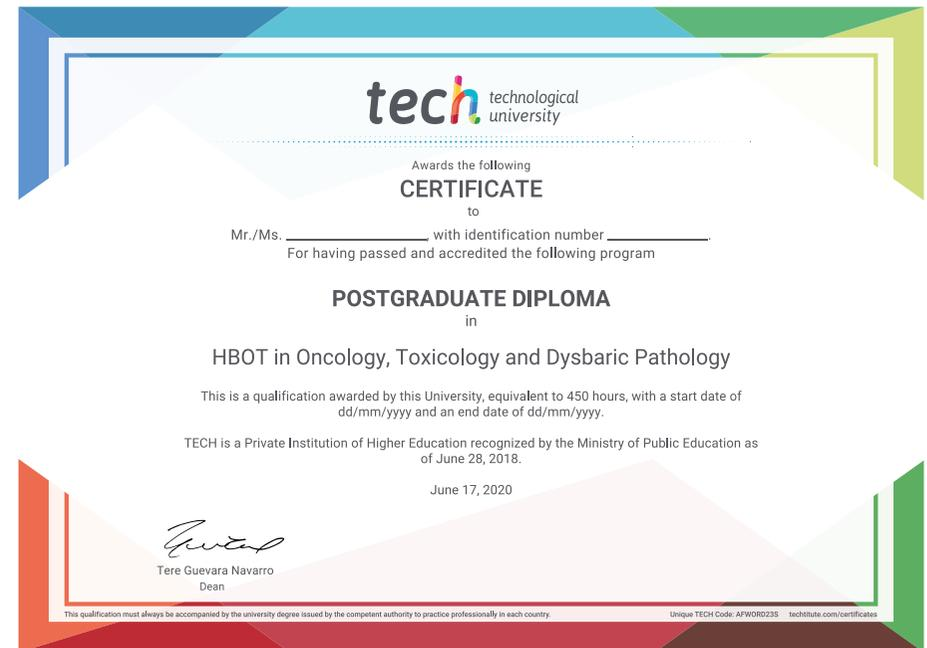 tech technological
university
Awards the following
CERTIFICATE
to
Mr./Ms. ____________, with identification number _________.
For having passed and accredited the following program
POSTGRADUATE DIPLOMA
in
HBOT in Oncology, Toxicology and Dysbaric Pathology
This is a qualification awarded by this University, equivalent to 450 hours, with a start date of
dd/mm/yyyy and an end date of dd/mm/yyyy.
TECH is a Private Institution of Higher Education recognized by the Ministry of Public Education as
of June 28, 2018.
June 17, 2020
Tere Guevara Navarro
Dean
This qualification must always be accompanied by the university degree issued by the competent authority to practice professionally in each country.
Unique TECH Code: AFWORD23S techtitute.com/certificates